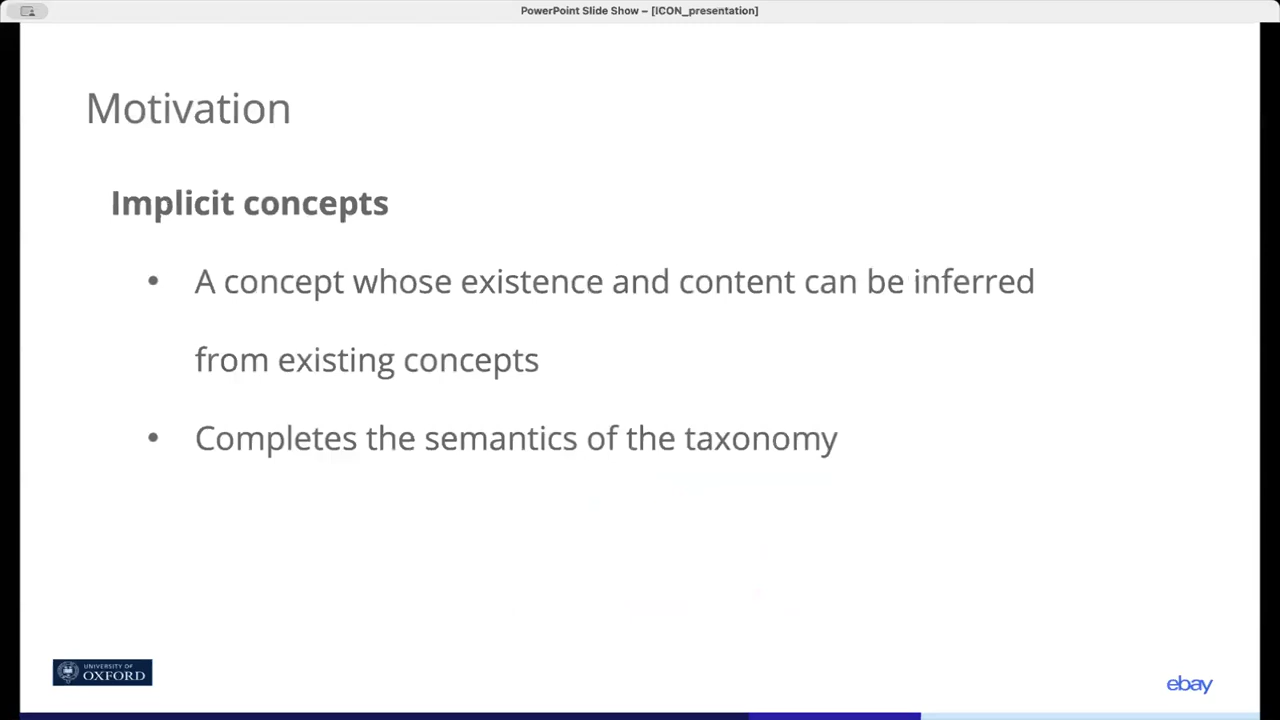 PowerPoint Slide Show – [ICON_presentation]
Motivation
Implicit concepts
• A concept whose existence and content can be inferred
from existing concepts
• Completes the semantics of the taxonomy
UNIVERSITY OF
OXFORD
ebay